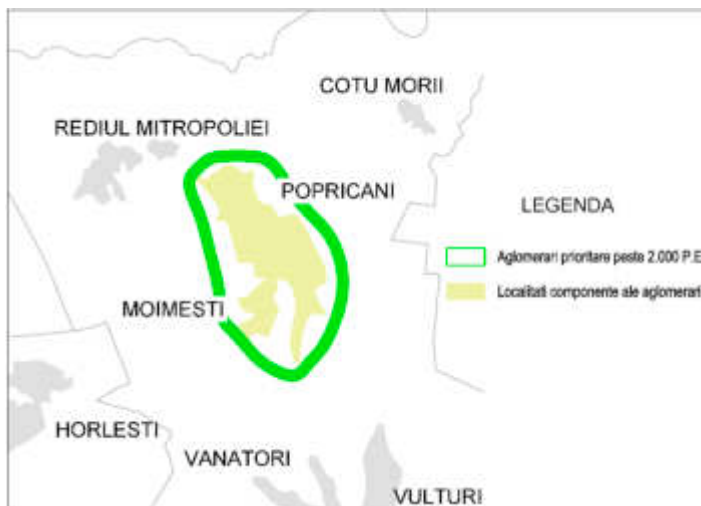 COTU MORII
REDIUL MITROPOLIEI
POPRICANI
LEGENDA
Aglomerari prioritare peste 2.000 P.E
Localitati componente ale aglomerari
MOIMESTI
HORLESTI
VANATORI
VULTURI